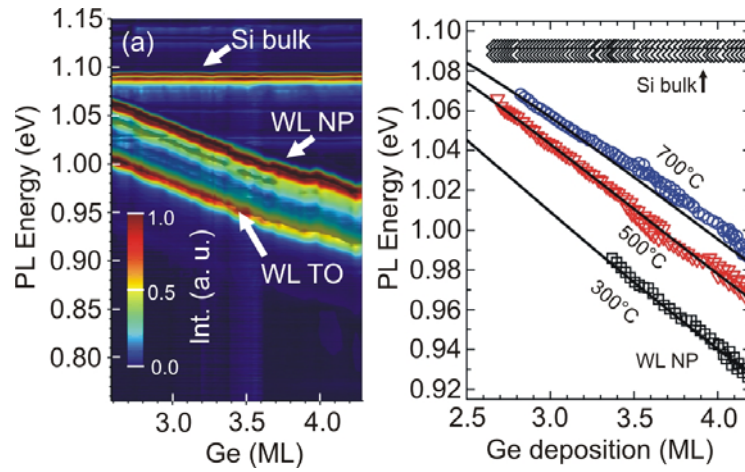 (a)
Si bulk
WL NP
WL TO
1.0
0.5
0.0
Int. (a. u.)
1.15
1.10
1.05
1.00
0.95
0.90
0.85
0.80
PL Energy (eV)
3.0 3.5 4.0
Ge (ML)
1.10
1.08
1.06
1.04
1.02
1.00
0.98
0.96
0.94
0.92
PL Energy (eV)
Si bulk
700°C
500°C
300°C
WL NP
2.5 3.0 3.5 4.0
Ge deposition (ML)